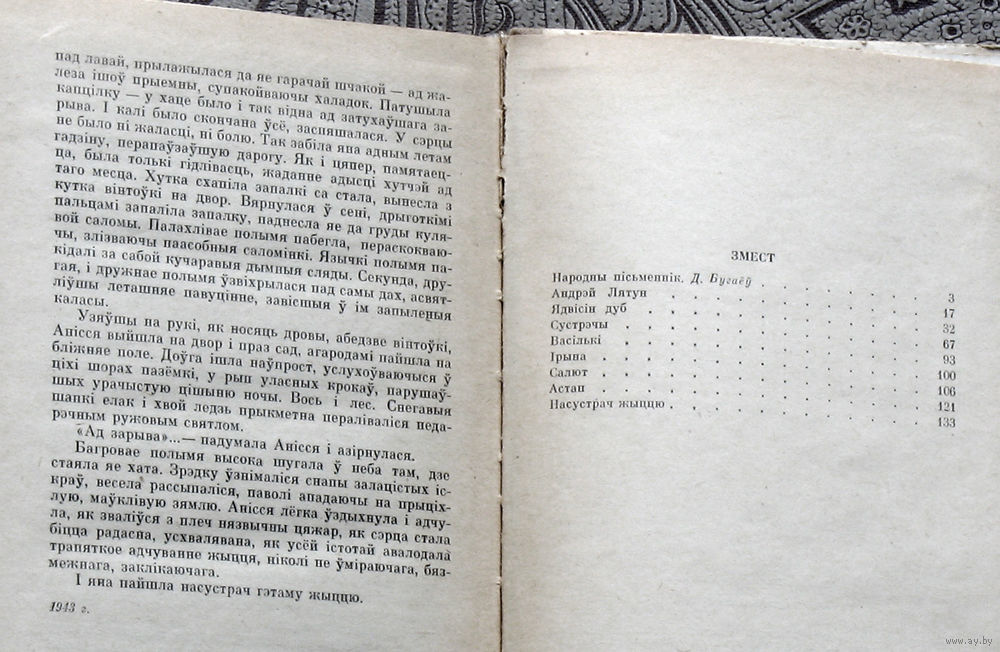 пад лавай, прылажылася да яе гарачай шчакой — ад жа-
леза ішоў прыемны, супакойваючы халадок. Патушыла
капцілку — у хаце было і так відна ад затухаўшага за-
рыва. І калі было скончана ўсё, заспяшалася. У сэрцы
не было ні жаласці, ні болю. Так забіла яна адным летам
гадзіну, перапаўзаўшую дарогу. Як і цяпер, памятаец-
ца, была толькі гідлівасць, жаданне адысці хутчэй ад
таго месца. Хутка схапіла запалкі са стала, вынесла з
кутка вінтоўкі на двор. Вярнулася ў сені, дрыготкімі
пальцамі запаліла запалку, паднесла яе да груды куля-
вой саломы. Палахлівае полымя пабегла, пераскокваю-
чы, злізваючы паасобныя саломінкі. Язычкі полымя па-
кідалі за сабой кучаравыя дымныя сляды. Секунда, дру-
гая, і дружнае полымя ўзвіхрылася пад самы дах, асвят-
ліўшы леташняе павуцінне, завісшыя ў ім запыленыя
каласы.
Узяўшы на рукі, як носяць дровы, абедзве вінтоўкі,
Анісся выйшла на двор і праз сад, агародамі пайшла на
бліжняе поле. Доўга ішла наўпрост, услухоўваючыся ў
ціхі шорах пазёмкі, у рып уласных крокаў, парушаў-
шых урачыстую цішыню ночы. Вось і лес. Снегавыя
шапкі елак і хвой ледзь прыкметна пераліваліся педа-
рэчным ружовым святлом.
«Ад зарыва»...— падумала Анісся і азірнулася.
Багровае полымя высока шугала ў неба там, дзе
стаяла яе хата. Зрэдку ўзнімаліся снапы залацістых іс-
краў, весела рассыпаліся, паволі ападаючы на прыціх-
лую, маўклівую зямлю. Анісся лёгка ўздыхнула і адчу-
ла, як зваліўся з плеч нязвычны цяжар, як сэрца стала
біцца радасна, усхвалявана, як усёй істотай авалодала
трапяткое адчуванне жыцця, ніколі не ўміраючага, бяз-
межнага, заклікаючага.
І яна пайшла насустрач гэтаму жыццю.
1943 г.
ЗМЕСТ
Народны пісьменнік. Д. Бугаёў
Андрэй Лятун 3
Ядвісін дуб 17
Сустрэчы 32
Васількі 67
Ірына 93
Салют 100
Астап 106
Насустрач жыццю 121
133
www.ay.by